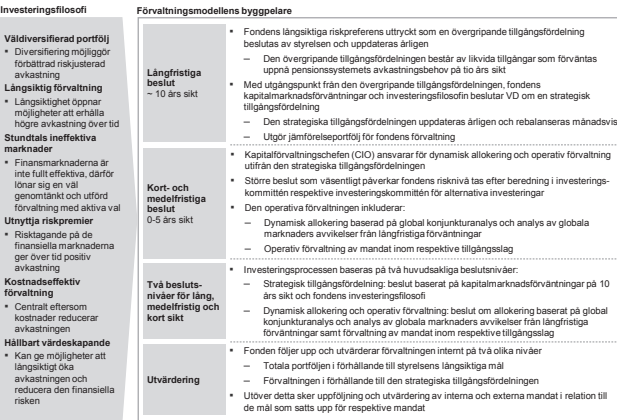 Investeringsfilosofi
Väldiversifierad portfölj
• Diversifiering möjliggör
förbättrad riskjusterad
avkastning
Långsiktig förvaltning
• Långsiktighet öppnar
möjligheter att erhålla
högre avkastning över tid
Stundtals ineffektiva
marknader
• Finansmarknaderna är
inte fullt effektiva, därför
lönar sig en väl
genomtänkt och utförd
förvaltning med aktiva val
Utnyttja riskpremier
• Risktagande på de
finansiella marknaderna
ger över tid positiv
avkastning
Kostnadseffektiv
förvaltning
• Centralt eftersom
kostnader reducerar
avkastningen
Hållbart värdeskapande
• Kan ge möjligheter att
långsiktigt öka
avkastningen och
reducera den finansiella
risken
Förvaltningsmodellens byggpelare
Långfristiga
beslut
~ 10 års sikt
• Fondens långsiktiga riskpreferens uttryckt som en övergripande tillgångsfördelning
beslutas av styrelsen och uppdateras årligen
– Den övergripande tillgångsfördelningen består av likvida tillgångar som förväntas
uppnå pensionssystemets avkastningsbehov på tio års sikt
• Med utgångspunkt från den övergripande tillgångsfördelningen, fondens
kapitalmarknadsförväntningar och investeringsfilosofin beslutar VD om en strategisk
tillgångsfördelning
– Den strategiska tillgångsfördelningen uppdateras årligen och rebalanseras månadsvis
– Utgör jämförelseportfölj för fondens förvaltning
Kort- och
medelfristiga
beslut
0-5 års sikt
• Kapitalförvaltningschefen (CIO) ansvarar för dynamisk allokering och operativ förvaltning
utifrån den strategiska tillgångsfördelningen
• Större beslut som väsentligt påverkar fondens risknivå tas efter beredning i investerings-
kommittén respektive investeringskommittén för alternativa investeringar
• Den operativa förvaltningen inkluderar:
– Dynamisk allokering baserad på global konjunkturanalys och analys av globala
marknaders avvikelser från långfristiga förväntningar
– Operativ förvaltning av mandat inom respektive tillgångsslag
Två besluts-
nivåer för lång,
medelfristig och
kort sikt
• Investeringsprocessen baseras på två huvudsakliga beslutsnivåer:
– Strategisk tillgångsfördelning: beslut baserat på kapitalmarknadsförväntningar på 10
års sikt och fondens investeringsfilosofi
– Dynamisk allokering och operativ förvaltning: beslut om allokering baserat på global
konjunkturanalys och analys av globala marknaders avvikelser från långfristiga
förväntningar samt förvaltning av mandat inom respektive tillgångsslag
Utvärdering
• Fonden följer upp och utvärderar förvaltningen internt på två olika nivåer
– Totala portföljen i förhållande till styrelsens långsiktiga mål
– Förvaltningen i förhållande till den strategiska tillgångsfördelningen
• Utöver detta sker uppföljning och utvärdering av interna och externa mandat i relation till
de mål som satts upp för respektive mandat